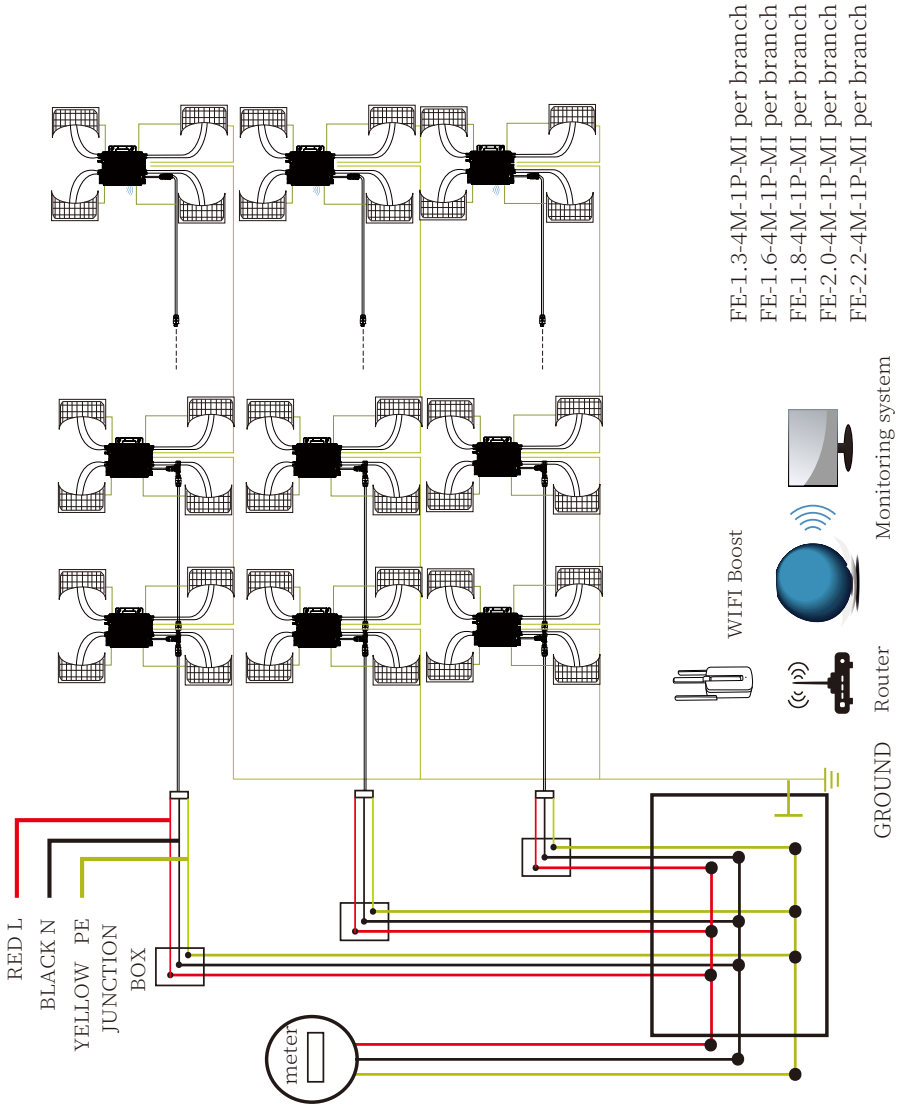 RED L
BLACK N
YELLOW PE
JUNCTION
BOX
meter
GROUND
Router
WIFI Boost
Monitoring system
FE-1.3-4M-1P-MI per branch
FE-1.6-4M-1P-MI per branch
FE-1.8-4M-1P-MI per branch
FE-2.0-4M-1P-MI per branch
FE-2.2-4M-1P-MI per branch